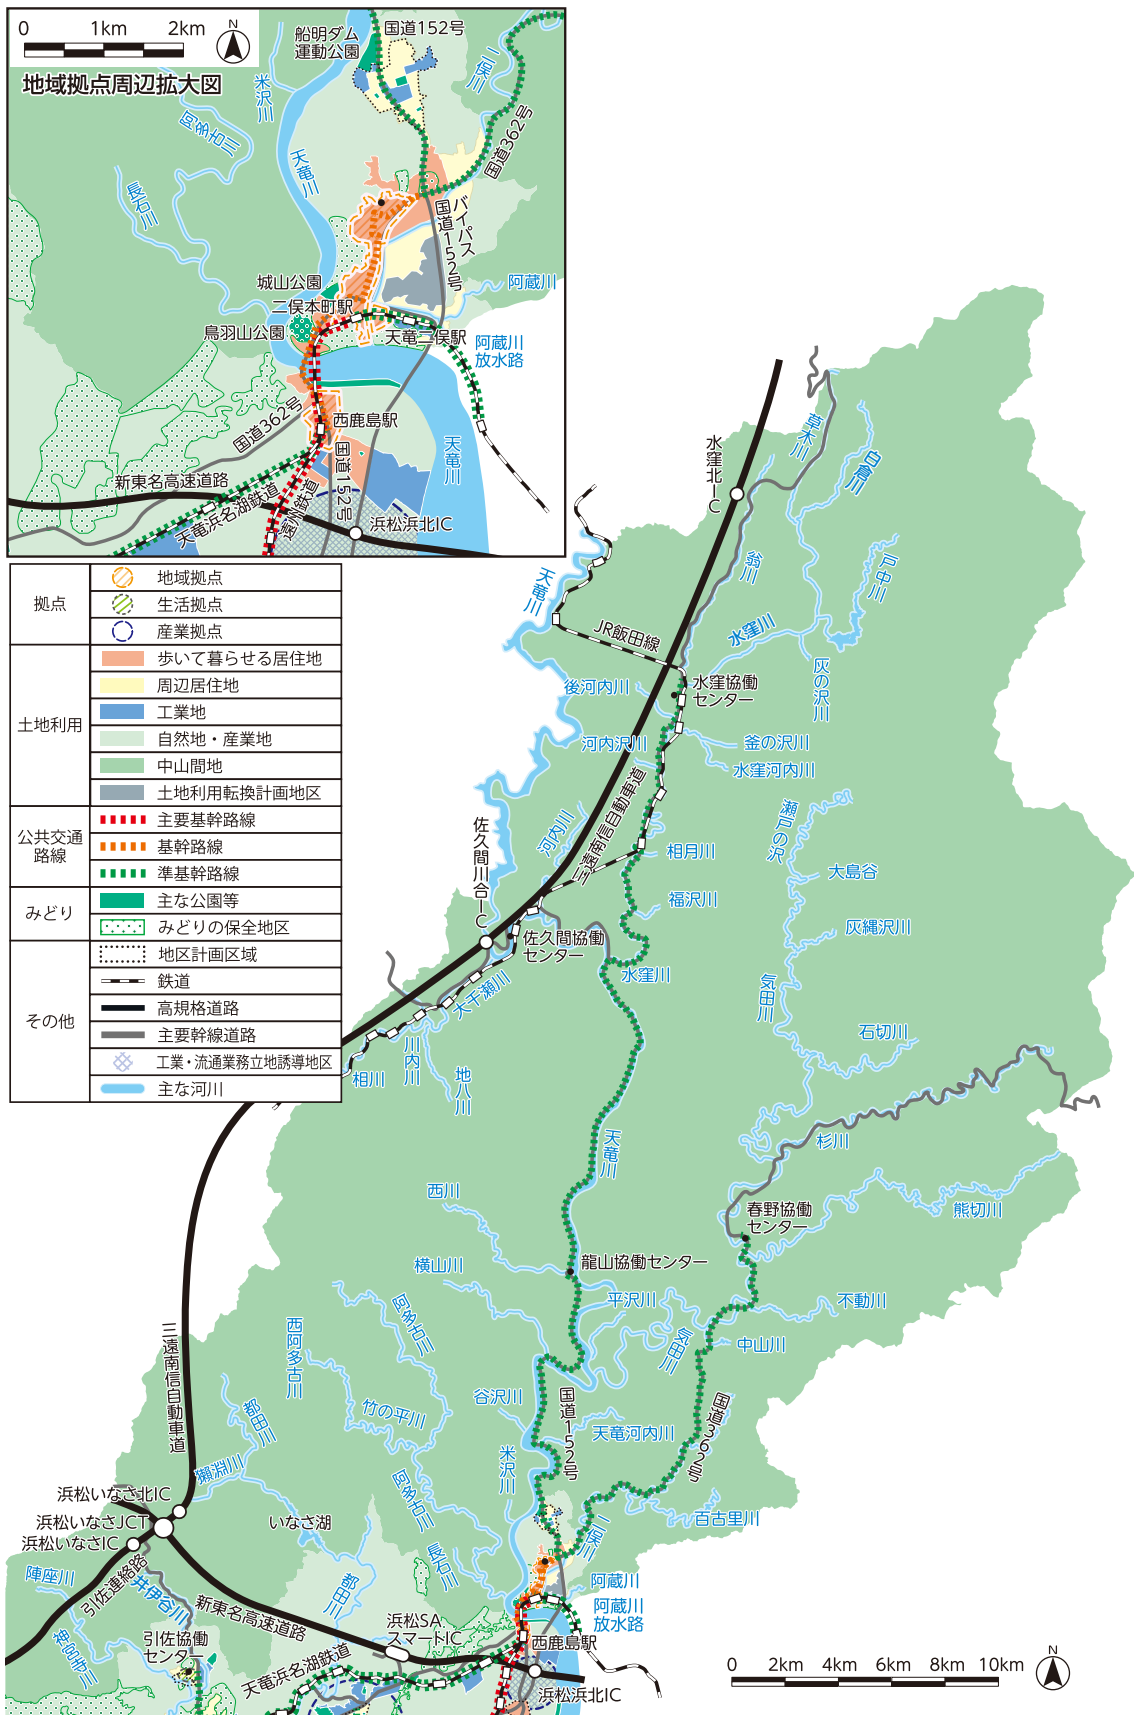 0 1km 2km
N
地域拠点周辺拡大図
船明ダム
運動公園
国道152号
二俣川
米沢川
阿多古川
国道362号
天竜川
長石川
国道152号
バイパス
城山公園
阿蔵川
二俣本町駅
鳥羽山公園
天竜二俣駅
阿蔵川
放水路
国道362号
西鹿島駅
国道152号
天竜川
新東名高速道路
天竜浜名湖鉄道
遠州鉄道
浜松浜北IC
拠点
地域拠点
生活拠点
産業拠点
土地利用
歩いて暮らせる居住地
周辺居住地
工業地
自然地・産業地
中山間地
土地利用転換計画地区
公共交通
路線
主要基幹路線
基幹路線
準基幹路線
みどり
主な公園等
みどりの保全地区
その他
地区計画区域
鉄道
高規格道路
主要幹線道路
工業・流通業務立地誘導地区
主な河川
水窪北IC
草木川
白倉川
戸中川
翁川
天竜川
JR飯田線
水窪川
灰の沢川
後河内川
水窪協働
センター
河内沢川
釜の沢川
水窪河内川
三遠南信自動車道
河内川
瀬戸の沢
佐久間川合IC
相月川
大島谷
福沢川
灰縄沢川
佐久間協働
センター
水窪川
大千瀬川
気田川
石切川
川内川
相川
地八川
天竜川
杉川
西川
春野協働
センター
熊切川
横山川
龍山協働センター
平沢川
不動川
阿多古川
西阿多古川
気田川
中山川
三遠南信自動車道
谷沢川
国道152号
国道362号
都田川
竹の平川
天竜河内川
米沢川
獺淵川
阿多古川
浜松いなさ北IC
浜松いなさJCT
浜松いなさIC
いなさ湖
百古里川
二俣川
長石川
陣座川
引佐連絡路
井伊谷川
都田川
阿蔵川
阿蔵川
放水路
新東名高速道路
浜松SA
スマートIC
神宮寺川
引佐協働
センター
西鹿島駅
天竜浜名湖鉄道
浜松浜北IC
0 2km 4km 6km 8km 10km
N